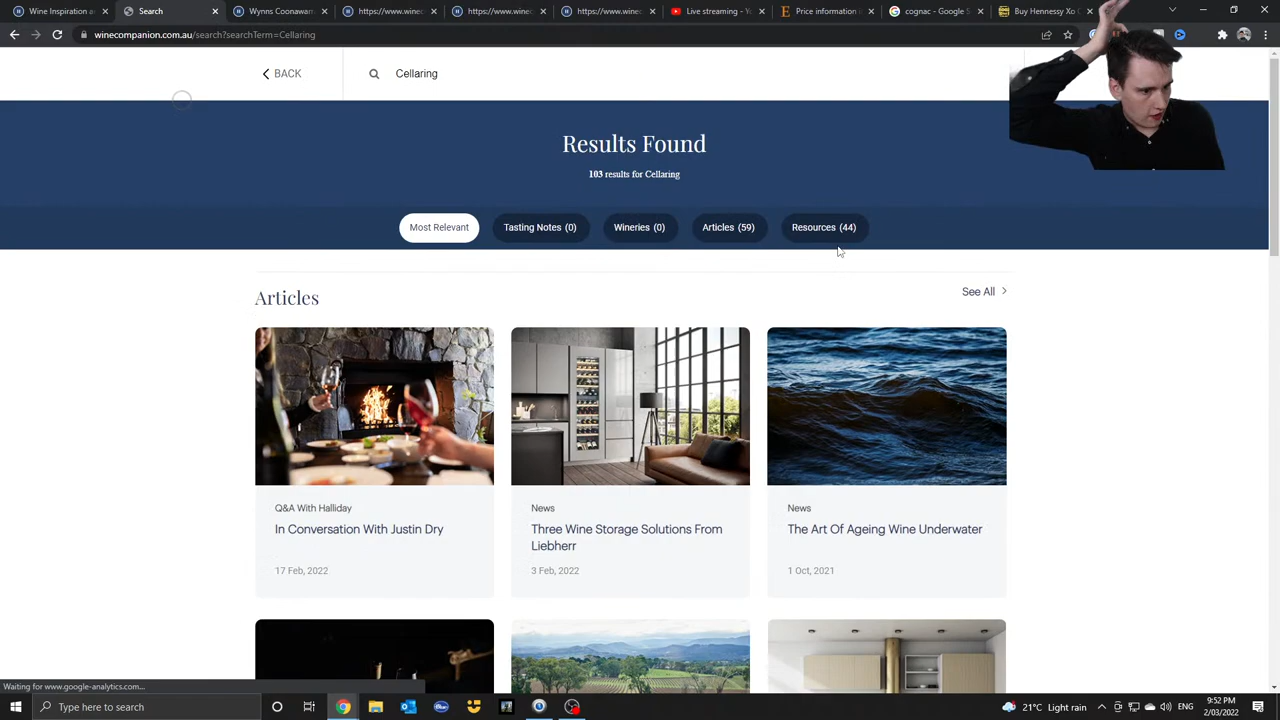 Wine Inspiration a
Search
Wynns Coonawarr
https://www.wineco
https://www.wineco
https://www.wineco
Live streaming - Yo
Item Pricing
cognac - Google S
Buy Hennessy Xo C
winecompanion.com.au/search?searchTerm=Cellaring
BACK
Cellaring
Results Found
103 results for Cellaring
Most Relevant
Tasting Notes (0)
Wineries (0)
Articles (59)
Resources (44)
Articles
See All
Q&A With Halliday
In Conversation With Justin Dry
17 Feb, 2022
News
Three Wine Storage Solutions From
Liebherr
3 Feb, 2022
News
The Art Of Ageing Wine Underwater
1 Oct, 2021
Waiting for www.google-analytics.com...
Type here to search
21°C Light rain
ENG
9:52 PM
2/03/2022